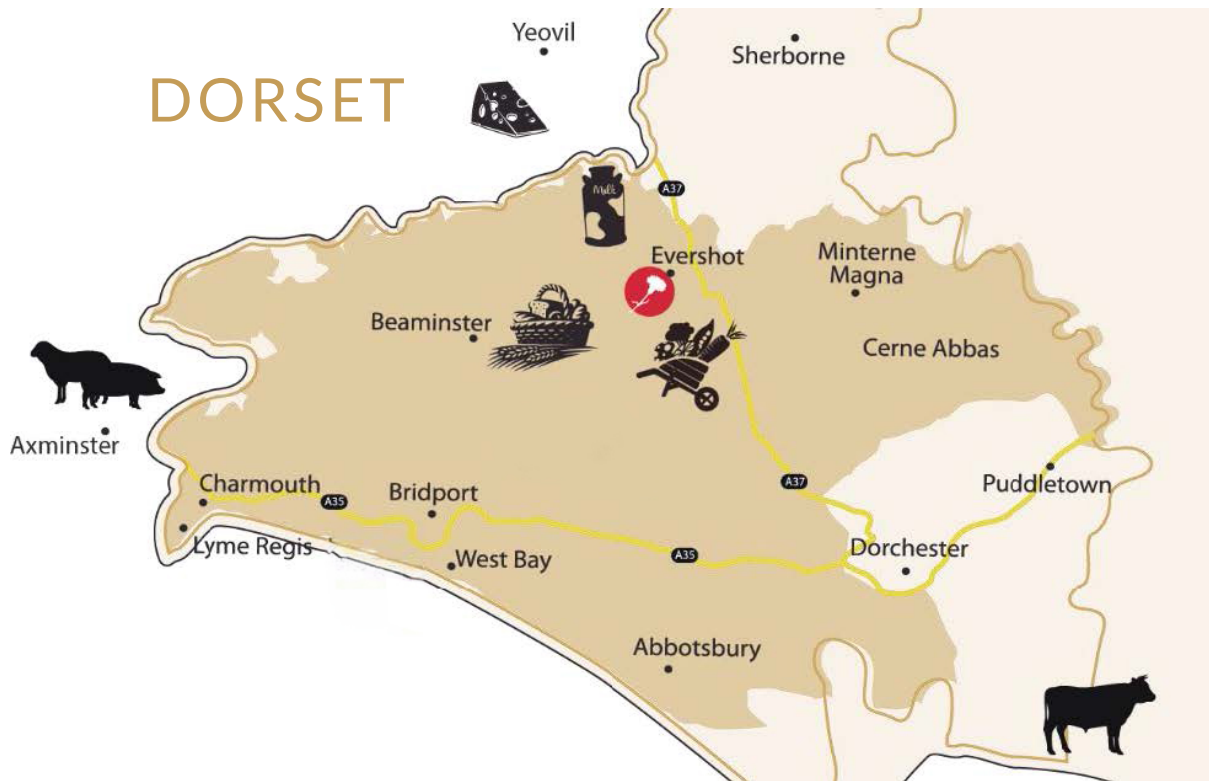 Yeovil
Sherborne
DORSET
Milk
A37
Evershot
Minterne
Magna
Beaminster
Cerne Abbas
Axminster
Charmouth
A35
Bridport
A37
Puddletown
Lyme Regis
West Bay
A35
Dorchester
Abbotsbury